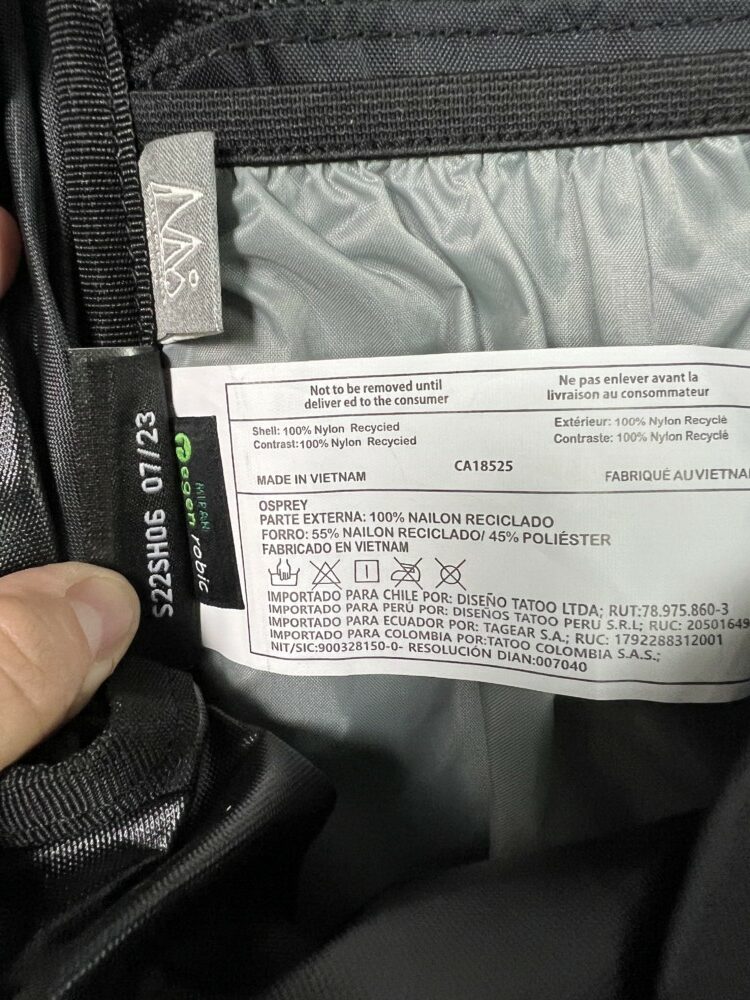 S22SH06 07/23
MIPAN
regen robic
Not to be removed until
deliver ed to the consumer
Ne pas enlever avant la
livraison au consommateur
Shell: 100% Nylon Recycied
Contrast:100% Nylon Recycied
Extérieur: 100% Nylon Recyclé
Contraste: 100% Nylon Recyclé
MADE IN VIETNAM
CA18525
FABRIQUÉ AU VIETNA
OSPREY
PARTE EXTERNA: 100% NAILON RECICLADO
FORRO: 55% NAILON RECICLADO/ 45% POLIÉSTER
FABRICADO EN VIETNAM
IMPORTADO PARA CHILE POR: DISEÑO TATOO LTDA; RUT:78.975.860-3
IMPORTADO PARA PERÚ POR: DISEÑOS TATOO PERU S.R.L; RUC: 20501649
IMPORTADO PARA ECUADOR POR: TAGEAR S.A.; RUC: 1792288312001
IMPORTADO PARA COLOMBIA POR:TATOO COLOMBIA S.A.S.;
NIT/SIC:900328150-0- RESOLUCIÓN DIAN:007040